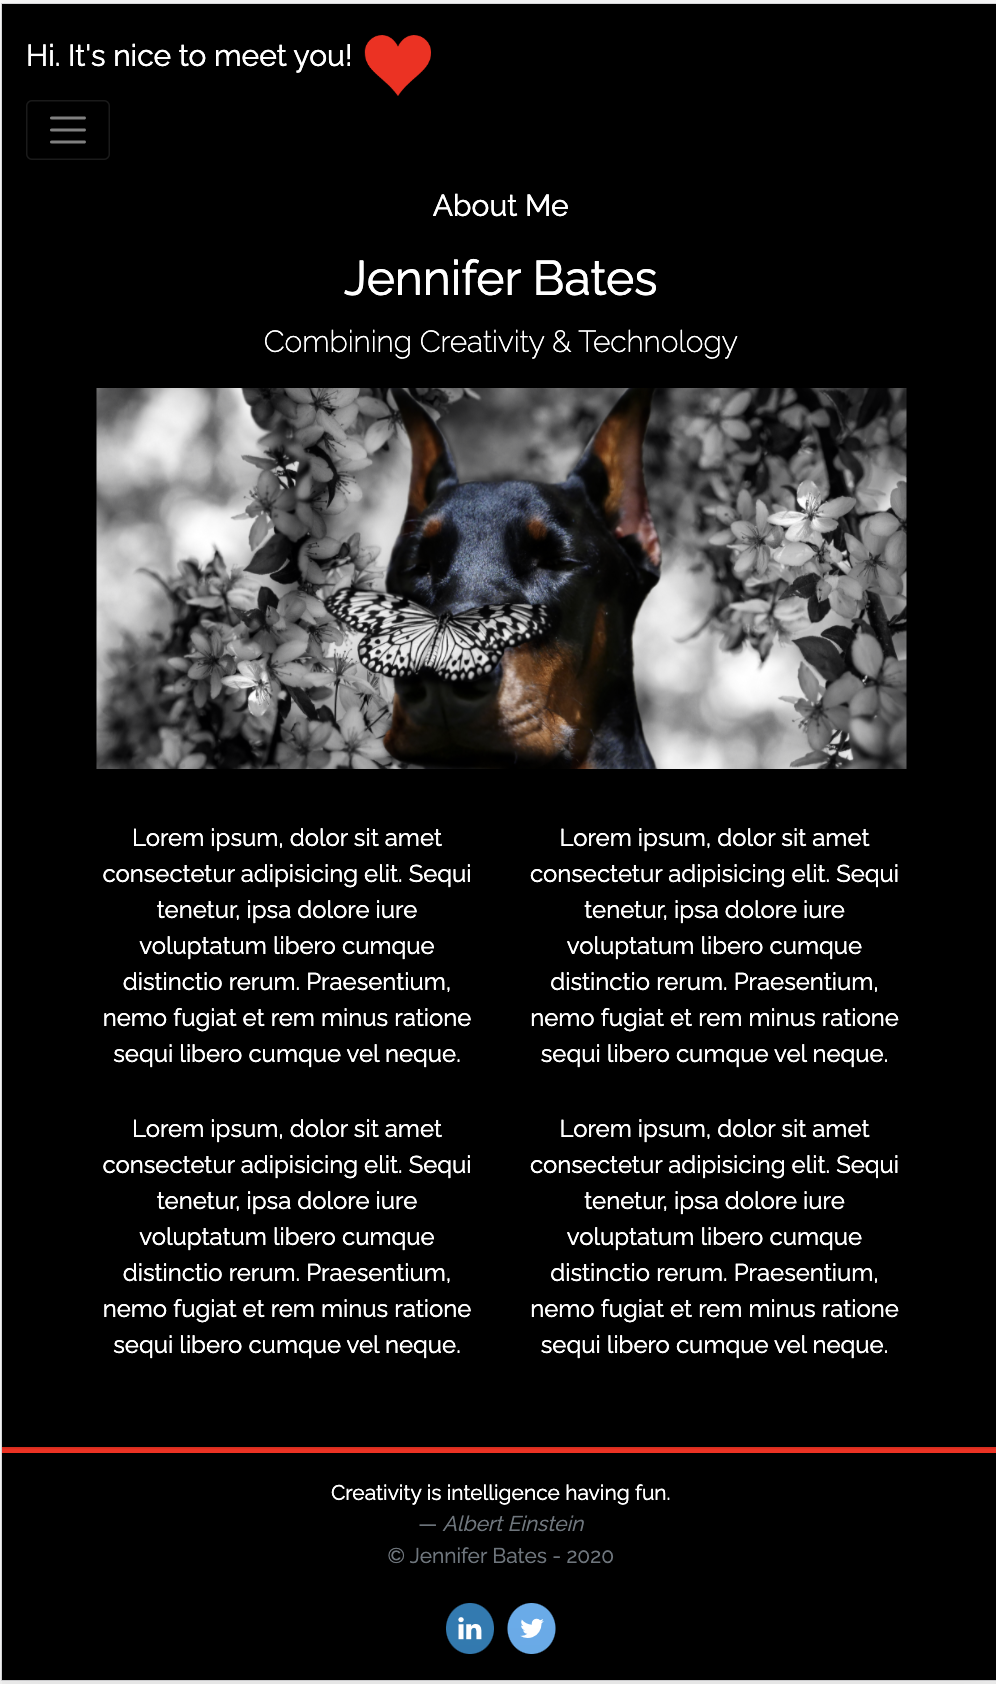 Hi. It's nice to meet you!
About Me
Jennifer Bates
Combining Creativity & Technology
Lorem ipsum, dolor sit amet
consectetur adipisicing elit. Sequi
tenetur, ipsa dolore iure
voluptatum libero cumque
distinctio rerum. Praesentium,
nemo fugiat et rem minus ratione
sequi libero cumque vel neque.
Lorem ipsum, dolor sit amet
consectetur adipisicing elit. Sequi
tenetur, ipsa dolore iure
voluptatum libero cumque
distinctio rerum. Praesentium,
nemo fugiat et rem minus ratione
sequi libero cumque vel neque.
Lorem ipsum, dolor sit amet
consectetur adipisicing elit. Sequi
tenetur, ipsa dolore iure
voluptatum libero cumque
distinctio rerum. Praesentium,
nemo fugiat et rem minus ratione
sequi libero cumque vel neque.
Lorem ipsum, dolor sit amet
consectetur adipisicing elit. Sequi
tenetur, ipsa dolore iure
voluptatum libero cumque
distinctio rerum. Praesentium,
nemo fugiat et rem minus ratione
sequi libero cumque vel neque.
Creativity is intelligence having fun.
— Albert Einstein
© Jennifer Bates - 2020
in